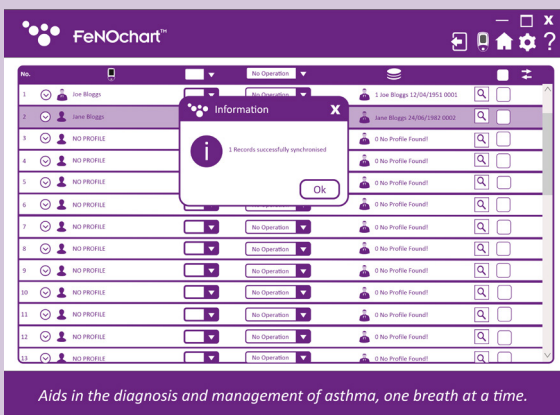 FeNOchart™
No.
No Operation
1 Joe Bloggs 1 Joe Bloggs 12/04/1951 0001
2 Jane Bloggs Jane Bloggs 24/06/1982 0002
Information X
i 1 Records successfully synchronised
Ok
3 NO PROFILE 0 No Profile Found!
4 NO PROFILE 0 No Profile Found!
5 NO PROFILE 0 No Profile Found!
6 NO PROFILE 0 No Profile Found!
7 NO PROFILE No Operation 0 No Profile Found!
8 NO PROFILE No Operation 0 No Profile Found!
9 NO PROFILE No Operation 0 No Profile Found!
10 NO PROFILE No Operation 0 No Profile Found!
11 NO PROFILE No Operation 0 No Profile Found!
12 NO PROFILE No Operation 0 No Profile Found!
13 NO PROFILE No Operation 0 No Profile Found!
Aids in the diagnosis and management of asthma, one breath at a time.